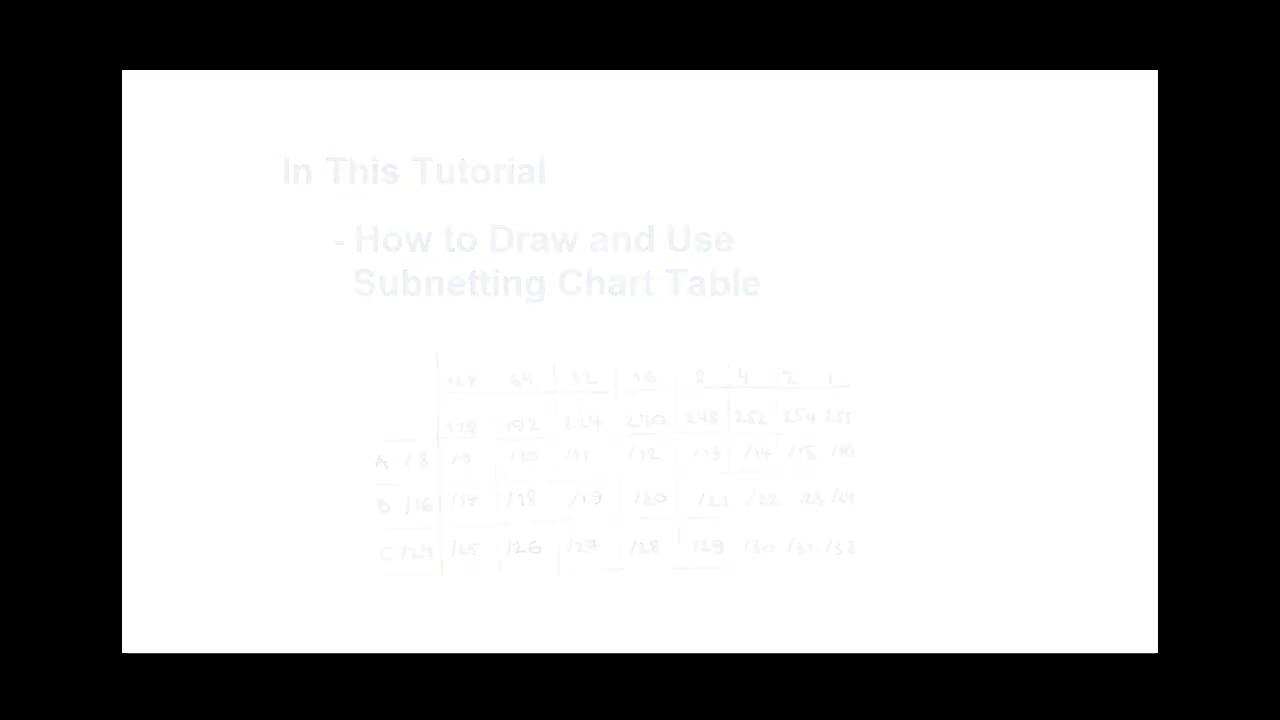 In This Tutorial
- How to Draw and Use
Subnetting Chart Table
128 64 32 16 8 4 2 1
128 192 224 240 248 252 254 255
A /8 /9 /10 /11 /12 /13 /14 /15 /16
B /16 /17 /18 /19 /20 /21 /22 /23 /24
C /24 /25 /26 /27 /28 /29 /30 /31 /32